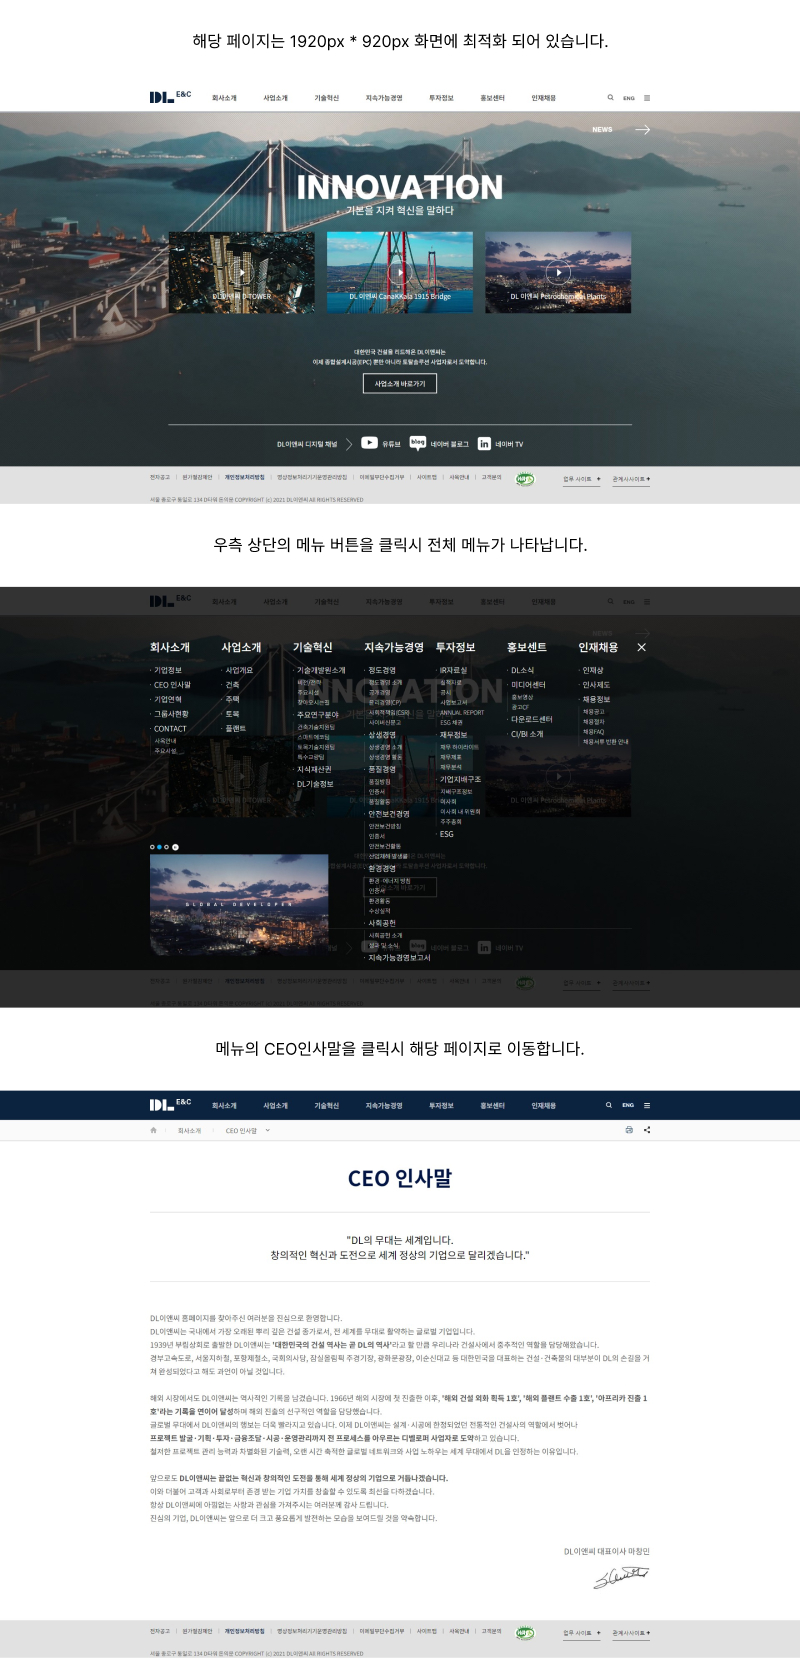 해당 페이지는 1920px * 920px 화면에 최적화 되어 있습니다.
DL E&C 회사소개 사업소개 기술혁신 지속가능경영 투자정보 홍보센터 인재채용 ENG
NEWS
INNOVATION
기본을 지켜 혁신을 말하다
DL이앤씨 D TOWER DL 이앤씨 CanaKKala 1915 Bridge DL 이앤씨 Petrochemical Plants
대한민국 건설을 리드해온 DL이앤씨는
이제 종합설계시공(EPC) 뿐만 아니라 토탈솔루션 사업자로서 도약합니다.
사업소개 바로가기
DL이앤씨 디지털 채널 유튜브 blog 네이버 블로그 in 네이버 TV
전자공고 원가절감제안 개인정보처리방침 영상정보처리기기운영관리방침 이메일무단수집거부 사이트맵 사옥안내 고객문의 업무 사이트 + 관계사사이트 +
서울 종로구 통일로 134 D타워 돈의문 COPYRIGHT (c) 2021 DL이앤씨 All RIGHTS RESERVED
우측 상단의 메뉴 버튼을 클릭시 전체 메뉴가 나타납니다.
DL E&C 회사소개 사업소개 기술혁신 지속가능경영 투자정보 홍보센터 인재채용 ENG
회사소개
· 기업정보
· CEO 인사말
· 기업연혁
· 그룹사현황
· CONTACT
사옥안내
주요시설
사업소개
· 사업개요
· 건축
· 주택
· 토목
· 플랜트
기술혁신
· 기술개발원소개
비전/전략
주요시설
찾아오시는길
· 주요연구분야
건축기술지원팀
스마트에코팀
토목기술지원팀
특수교량팀
· 지식재산권
· DL기술정보
지속가능경영
· 정도경영
정도경영 소개
공개경영
윤리경영(CP)
사회적책임(CSR)
사이버신문고
· 상생경영
상생경영 소개
상생경영 활동
· 품질경영
품질방침
인증서
품질활동
· 안전보건경영
안전보건방침
인증서
안전보건활동
산업재해 발생률
· 환경경영
환경·에너지 방침
인증서
환경활동
수상실적
· 사회공헌
사회공헌 소개
성과 및 소식
· 지속가능경영보고서
투자정보
· IR자료실
실적자료
공시
사업보고서
ANNUAL REPORT
ESG 채권
· 재무정보
재무 하이라이트
재무제표
재무분석
· 기업지배구조
지배구조정보
이사회
이사회 내 위원회
주주총회
· ESG
홍보센트
· DL소식
· 미디어센터
홍보영상
광고CF
· 다운로드센터
· CI/BI 소개
인재채용
· 인재상
· 인사제도
· 채용정보
채용공고
채용절차
채용FAQ
채용서류 반환 안내
GLOBAL DEVELOPER
메뉴의 CEO인사말을 클릭시 해당 페이지로 이동합니다.
DL E&C 회사소개 사업소개 기술혁신 지속가능경영 투자정보 홍보센터 인재채용 ENG
회사소개 CEO 인사말
CEO 인사말
"DL의 무대는 세계입니다.
창의적인 혁신과 도전으로 세계 정상의 기업으로 달리겠습니다."
DL이앤씨 홈페이지를 찾아주신 여러분을 진심으로 환영합니다.
DL이앤씨는 국내에서 가장 오래된 뿌리 깊은 건설 종가로서, 전 세계를 무대로 활약하는 글로벌 기업입니다.
1939년 부림상회로 출발한 DL이앤씨는 '대한민국의 건설 역사는 곧 DL의 역사'라고 할 만큼 우리나라 건설사에서 중추적인 역할을 담당해왔습니다.
경부고속도로, 서울지하철, 포항제철소, 국회의사당, 잠실올림픽 주경기장, 광화문광장, 이순신대교 등 대한민국을 대표하는 건설·건축물의 대부분이 DL의 손길을 거
쳐 완성되었다고 해도 과언이 아닐 것입니다.
해외 시장에서도 DL이앤씨는 역사적인 기록을 남겼습니다. 1966년 해외 시장에 첫 진출한 이후, '해외 건설 외화 획득 1호', '해외 플랜트 수출 1호', '아프리카 진출 1
호'라는 기록을 연이어 달성하며 해외 진출의 선구적인 역할을 담당했습니다.
글로벌 무대에서 DL이앤씨의 행보는 더욱 빨라지고 있습니다. 이제 DL이앤씨는 설계·시공에 한정되었던 전통적인 건설사의 역할에서 벗어나
프로젝트 발굴·기획·투자·금융조달·시공·운영관리까지 전 프로세스를 아우르는 디벨로퍼 사업자로 도약하고 있습니다.
철저한 프로젝트 관리 능력과 차별화된 기술력, 오랜 시간 축적한 글로벌 네트워크와 사업 노하우는 세계 무대에서 DL을 인정하는 이유입니다.
앞으로도 DL이앤씨는 끝없는 혁신과 창의적인 도전을 통해 세계 정상의 기업으로 거듭나겠습니다.
이와 더불어 고객과 사회로부터 존경 받는 기업 가치를 창출할 수 있도록 최선을 다하겠습니다.
항상 DL이앤씨에 아낌없는 사랑과 관심을 가져주시는 여러분께 감사 드립니다.
진심의 기업, DL이앤씨는 앞으로 더 크고 풍요롭게 발전하는 모습을 보여드릴 것을 약속합니다.
DL이앤씨 대표이사 마창민
전자공고 원가절감제안 개인정보처리방침 영상정보처리기기운영관리방침 이메일무단수집거부 사이트맵 사옥안내 고객문의 업무 사이트 + 관계사사이트 +
서울 종로구 통일로 134 D타워 돈의문 COPYRIGHT (c) 2021 DL이앤씨 All RIGHTS RESERVED